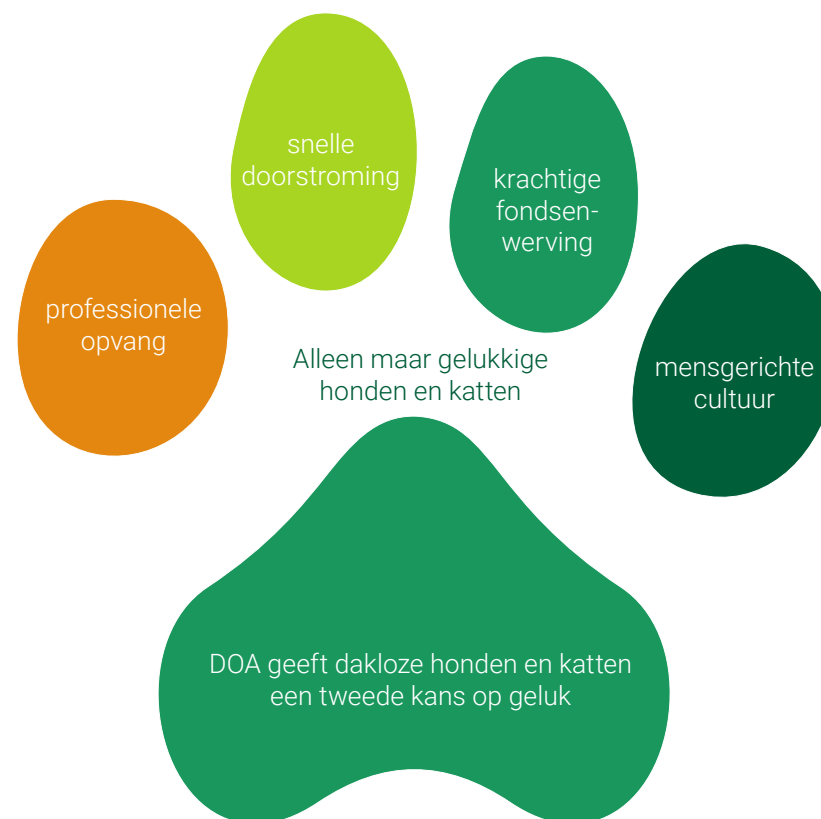 snelle
doorstroming
krachtige
fondsen-
werving
professionele
opvang
mensgerichte
cultuur
Alleen maar gelukkige
honden en katten
DOA geeft dakloze honden en katten
een tweede kans op geluk